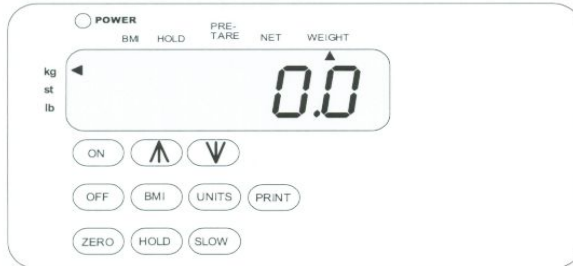 POWER
BMI HOLD PRE-
TARE NET WEIGHT
kg
st
lb
0.0
ON
OFF BMI UNITS PRINT
ZERO HOLD SLOW